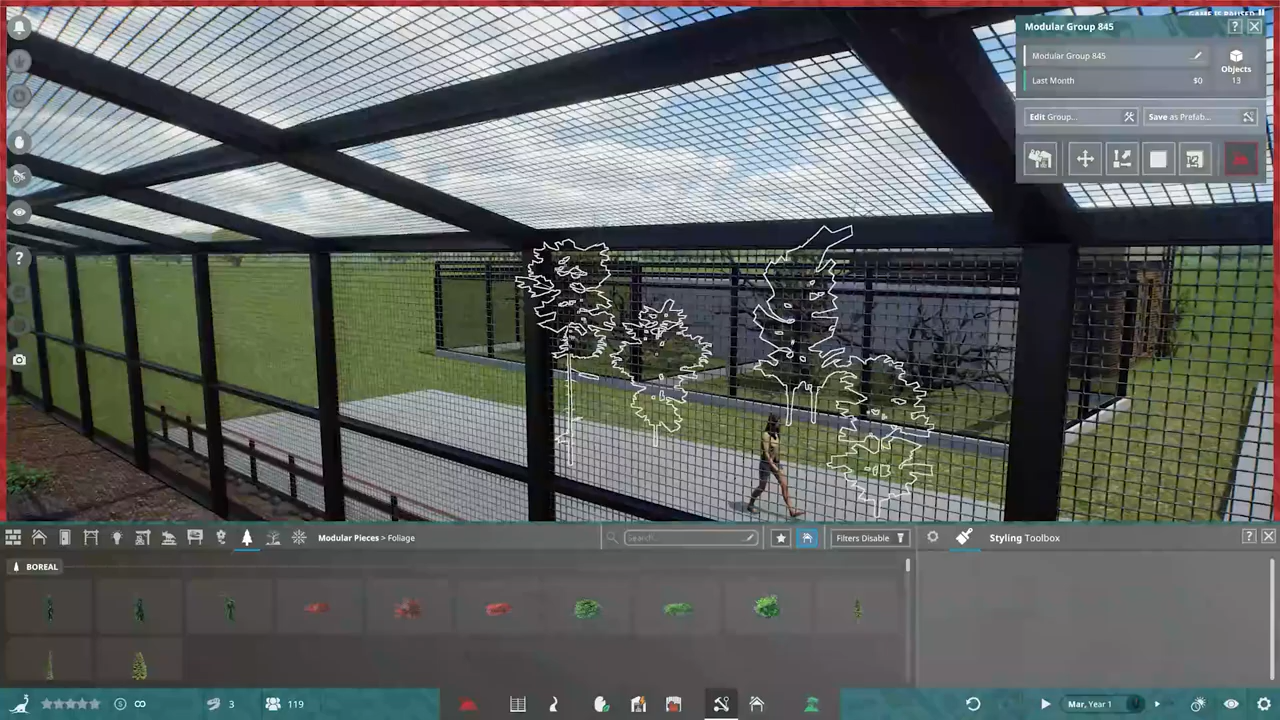 GAME IS PAUSED
Modular Group 845
?
Modular Group 845
Objects
Last Month $0
13
Edit Group...
Save as Prefab...
?
Modular Pieces > Foliage
Search...
Filters Disable
Styling Toolbox
?
BOREAL
∞
3
119
Mar, Year 1